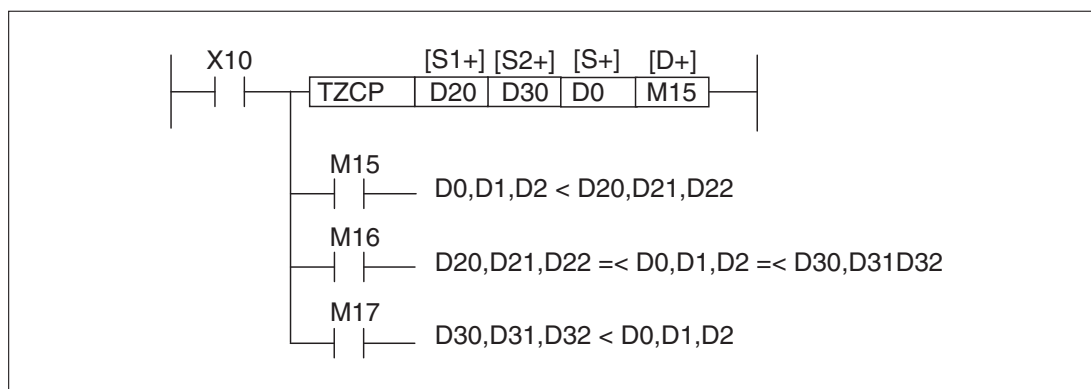 X10 [S1+] [S2+] [S+] [D+]
TZCP D20 D30 D0 M15
M15
D0,D1,D2 < D20,D21,D22
M16
D20,D21,D22 =< D0,D1,D2 =< D30,D31D32
M17
D30,D31,D32 < D0,D1,D2